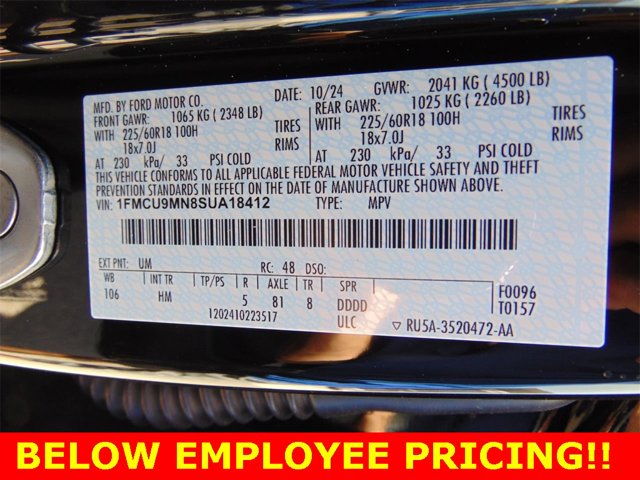 MFD. BY FORD MOTOR CO. DATE: 10/24 GVWR: 2041 KG ( 4500 LB)
FRONT GAWR: 1065 KG ( 2348 LB) REAR GAWR: 1025 KG ( 2260 LB)
WITH 225/60R18 100H TIRES WITH 225/60R18 100H TIRES
18x7.0J RIMS 18x7.0J RIMS
AT 230 kPa/ 33 PSI COLD AT 230 kPa/ 33 PSI COLD
THIS VEHICLE CONFORMS TO ALL APPLICABLE FEDERAL MOTOR VEHICLE SAFETY AND THEFT
PREVENTION STANDARDS IN EFFECT ON THE DATE OF MANUFACTURE SHOWN ABOVE.
VIN: 1FMCU9MN8SUA18412 TYPE: MPV
EXT PNT: UM RC: 48 DSO:
WB INT TR TP/PS R AXLE TR SPR F0096
106 HM 5 81 8 DDDD T0157
1202410223517 ULC ▽ RU5A-3520472-AA
BELOW EMPLOYEE PRICING!!